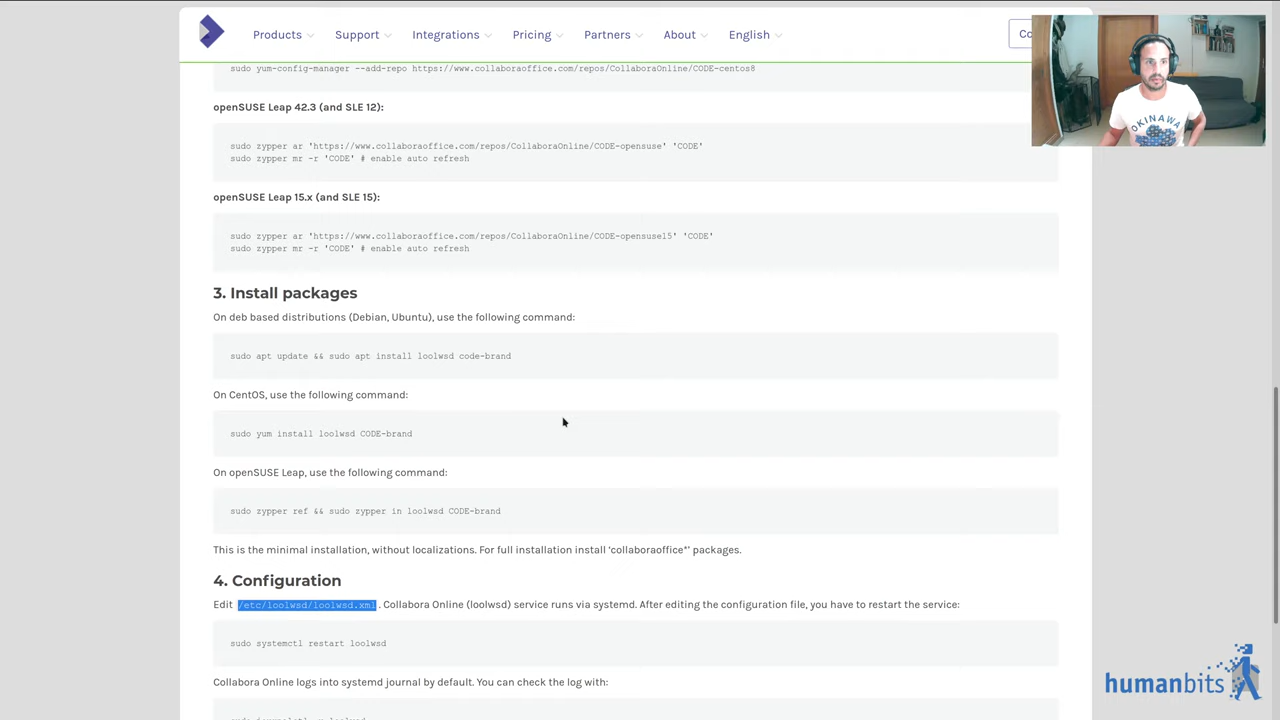 Products Support Integrations Pricing Partners About English Co
sudo yum-config-manager --add-repo https://www.collaboraoffice.com/repos/CollaboraOnline/CODE-centos8
openSUSE Leap 42.3 (and SLE 12):
sudo zypper ar 'https://www.collaboraoffice.com/repos/CollaboraOnline/CODE-opensuse' 'CODE'
sudo zypper mr -r 'CODE' # enable auto refresh
openSUSE Leap 15.x (and SLE 15):
sudo zypper ar 'https://www.collaboraoffice.com/repos/CollaboraOnline/CODE-opensuse15' 'CODE'
sudo zypper mr -r 'CODE' # enable auto refresh
3. Install packages
On deb based distributions (Debian, Ubuntu), use the following command:
sudo apt update && sudo apt install loolwsd code-brand
On CentOS, use the following command:
sudo yum install loolwsd CODE-brand
On openSUSE Leap, use the following command:
sudo zypper ref && sudo zypper in loolwsd CODE-brand
This is the minimal installation, without localizations. For full installation install 'collaboraoffice*' packages.
4. Configuration
Edit /etc/loolwsd/loolwsd.xml. Collabora Online (loolwsd) service runs via systemd. After editing the configuration file, you have to restart the service:
sudo systemctl restart loolwsd
Collabora Online logs into systemd journal by default. You can check the log with:
OKINAWA
humanbits